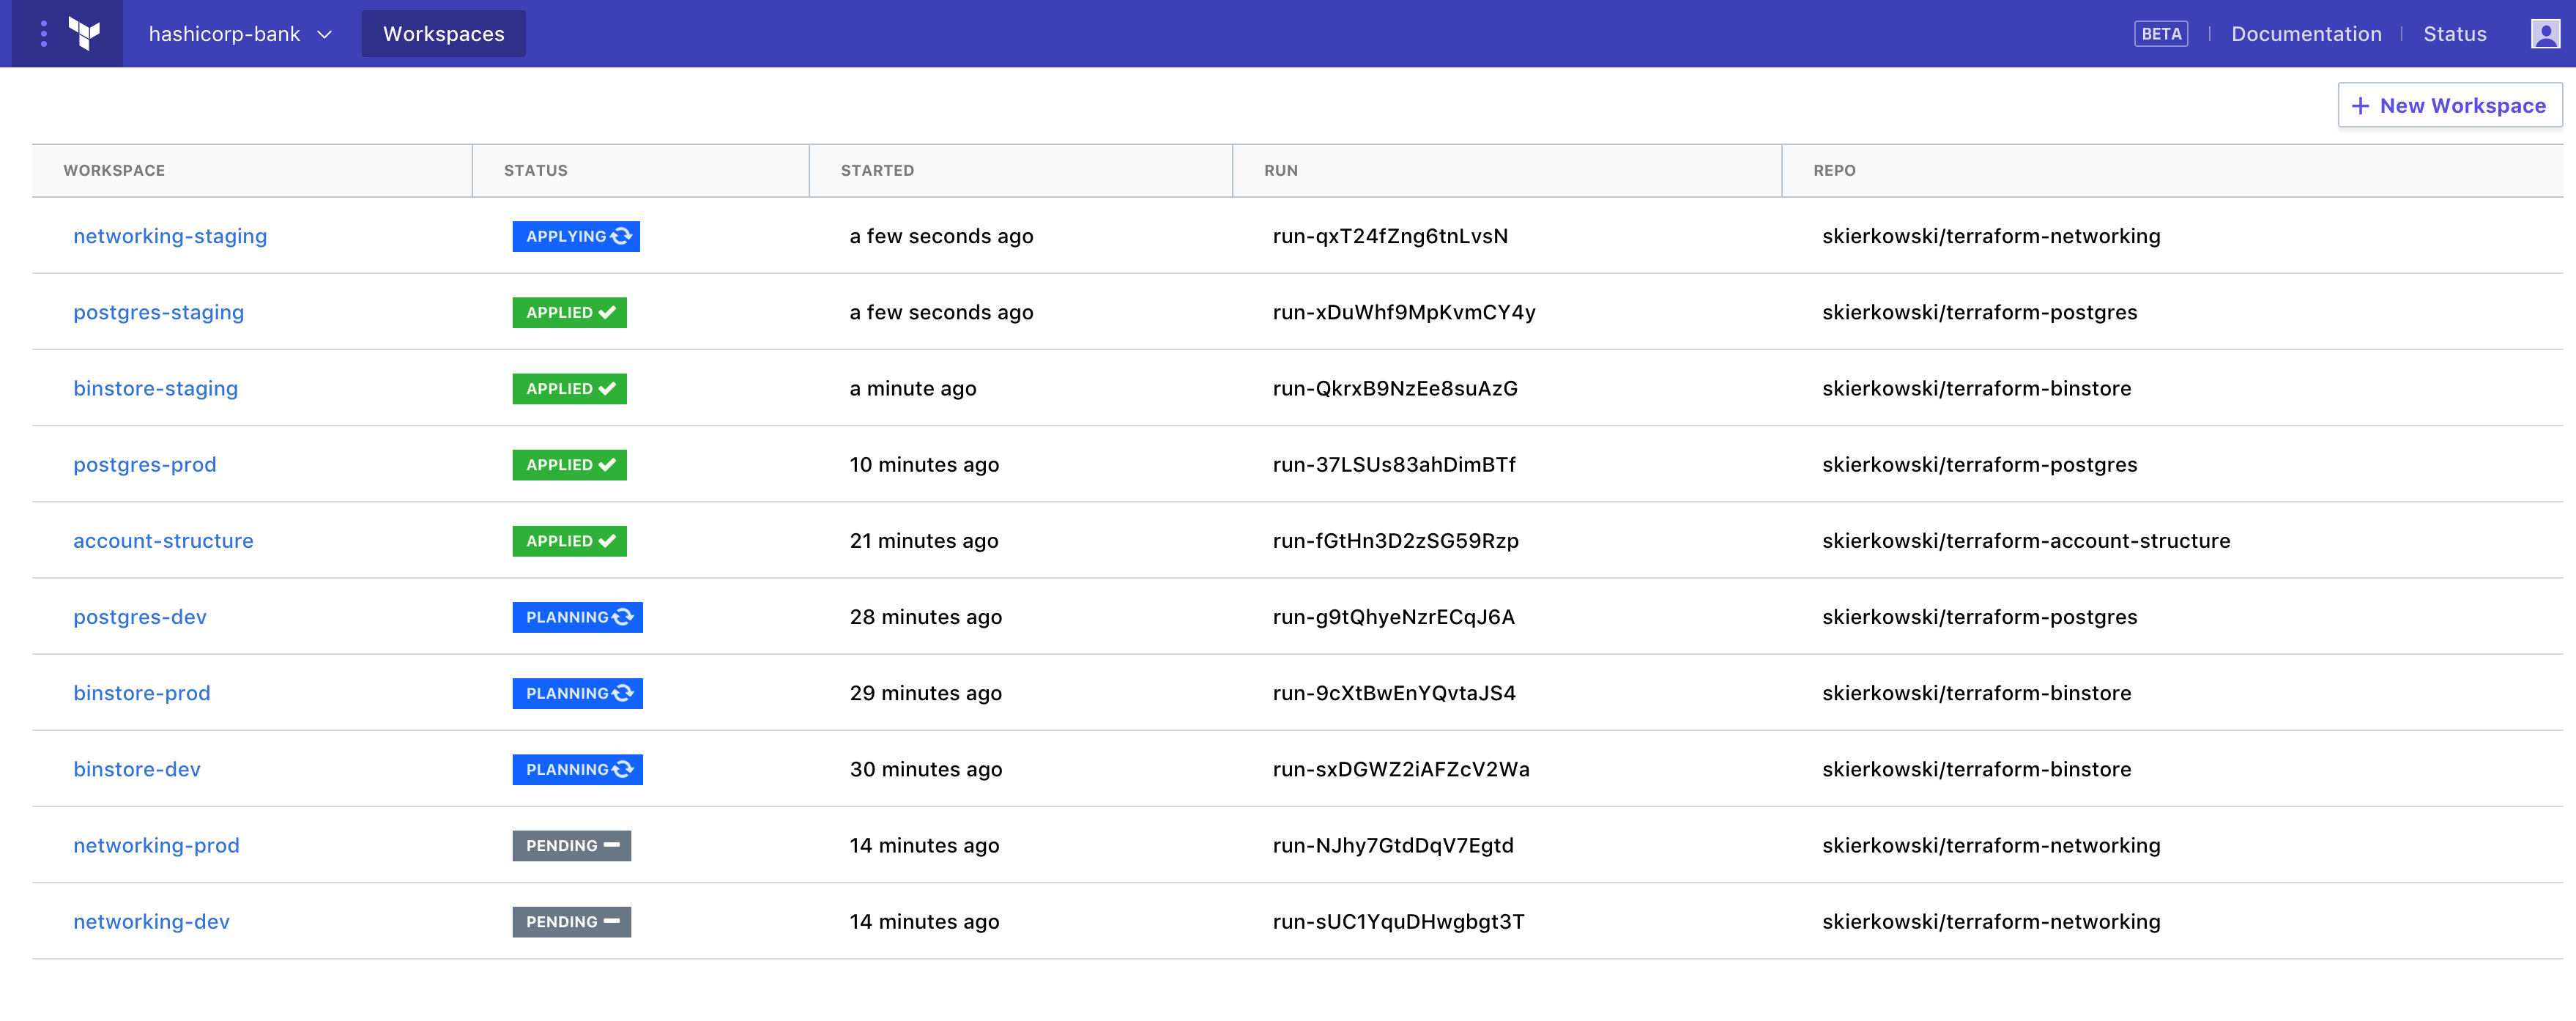 hashicorp-bank Workspaces BETA Documentation Status
+ New Workspace
WORKSPACE STATUS STARTED RUN REPO
networking-staging APPLYING a few seconds ago run-qxT24fZng6tnLvsN skierkowski/terraform-networking
postgres-staging APPLIED a few seconds ago run-xDuWhf9MpKvmCY4y skierkowski/terraform-postgres
binstore-staging APPLIED a minute ago run-QkrxB9NzEe8suAzG skierkowski/terraform-binstore
postgres-prod APPLIED 10 minutes ago run-37LSUs83ahDimBTf skierkowski/terraform-postgres
account-structure APPLIED 21 minutes ago run-fGtHn3D2zSG59Rzp skierkowski/terraform-account-structure
postgres-dev PLANNING 28 minutes ago run-g9tQhyeNzrECqJ6A skierkowski/terraform-postgres
binstore-prod PLANNING 29 minutes ago run-9cXtBwEnYQvtaJS4 skierkowski/terraform-binstore
binstore-dev PLANNING 30 minutes ago run-sxDGWZ2iAFZcV2Wa skierkowski/terraform-binstore
networking-prod PENDING 14 minutes ago run-NJhy7GtdDqV7Egtd skierkowski/terraform-networking
networking-dev PENDING 14 minutes ago run-sUC1YquDHwgbgt3T skierkowski/terraform-networking